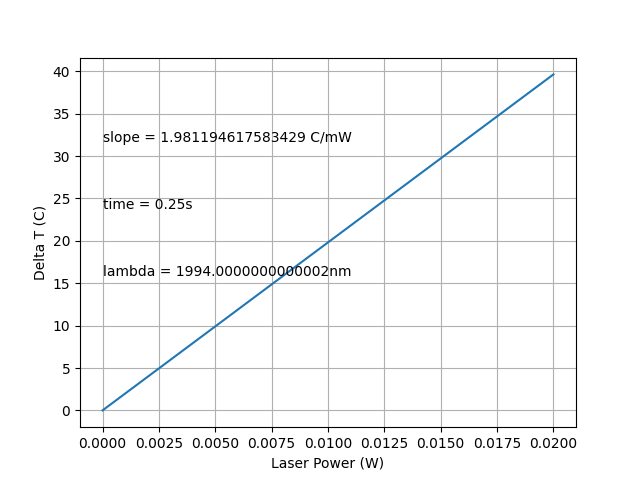 40
35
slope = 1.981194617583429 C/mW
30
25
time = 0.25s
20
lambda = 1994.0000000000002nm
15
10
5
0
Delta T (C)
0.0000 0.0025 0.0050 0.0075 0.0100 0.0125 0.0150 0.0175 0.0200
Laser Power (W)